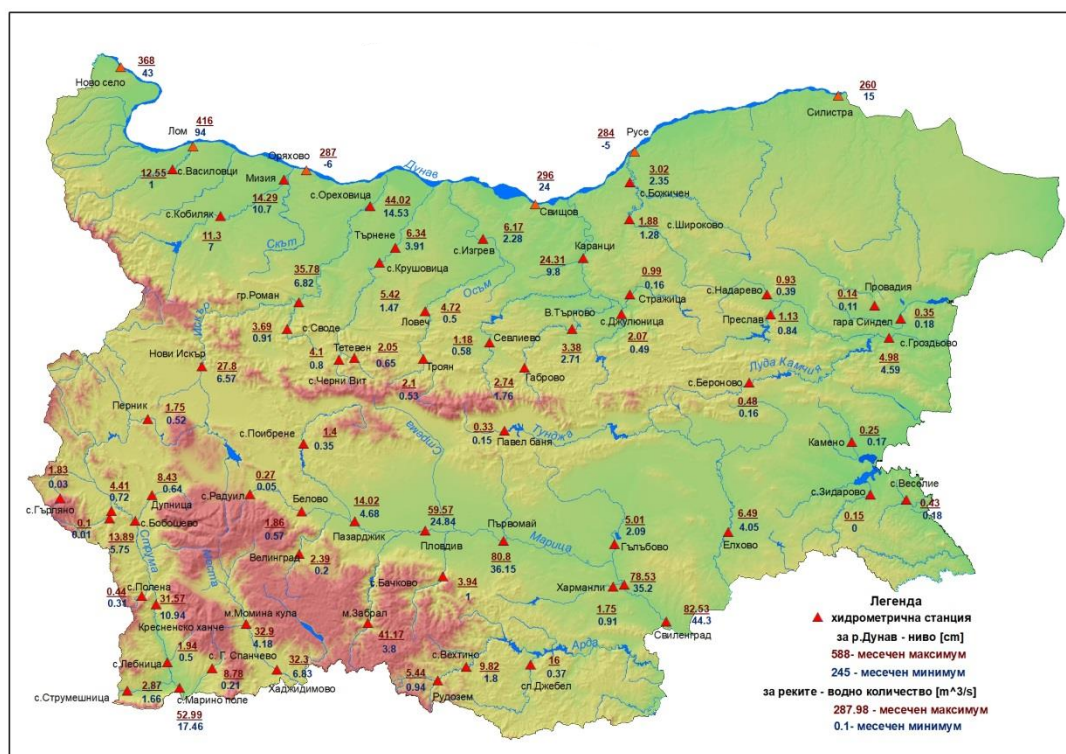 368
43
Ново село
416
94
Лом
287
-6
Оряхово
Дунав
296
24
Свищов
284
-5
Русе
260
15
Силистра
12.55
1
с.Василовци
Мизия
14.29
10.7
с.Кобиляк
11.3
7
Скът
с.Ореховица
44.02
14.53
Търнене
6.34
3.91
с.Крушовица
5.42
1.47
с.Изгрев
6.17
2.28
Каранци
24.31
9.8
3.02
2.35
с.Божичен
1.88
1.28
с.Широково
35.78
6.82
гр.Роман
Искър
3.69
0.91
с.Своде
Осъм
4.72
0.5
Ловеч
0.99
0.16
Стражица
с.Надарево
0.93
0.39
Провадия
0.14
0.11
0.35
0.18
гара Синдел
Преслав
1.13
0.84
с.Гроздьово
4.98
4.59
В.Търново
3.38
2.71
с.Джулюница
2.07
0.49
Севлиево
1.18
0.58
Нови Искър
27.8
6.57
Тетевен
4.1
0.8
с.Черни Вит
2.05
0.65
Троян
2.1
0.53
Габрово
2.74
1.76
Луда Камчия
с.Бероново
0.48
0.16
Перник
1.75
0.52
с.Поибрене
1.4
0.35
Стряма
0.33
0.15
Павел баня
Тунджа
0.25
0.17
Камено
1.83
0.03
с.Гърляно
4.41
0.72
8.43
0.64
Дупница
с.Радуил
0.27
0.05
Белово
1.86
0.57
14.02
4.68
Пазарджик
59.57
24.84
Пловдив
Първомай
80.8
36.15
Марица
5.01
2.09
Гълъбово
6.49
4.05
Елхово
с.Зидарово
0.15
0
с.Веселие
0.43
0.18
0.1
0.01
с.Бобошево
13.89
5.75
Струма
места
Велинград
2.39
0.2
с.Бачково
3.94
1
Харманли
1.75
0.91
78.53
35.2
82.53
44.3
Свиленград
с.Полена
0.44
0.31
31.57
10.94
Кресненско ханче
м.Момина кула
32.9
4.18
м.Забрал
41.17
3.8
Арда
с.Вехтино
9.82
1.8
5.44
0.94
Рудозем
16
0.37
сп.Джебел
1.94
0.5
с.Лебница
Г. Спанчево
с.
8.78
0.21
32.3
6.83
Хаджидимово
с.Струмешница
2.87
1.66
с.Марино поле
52.99
17.46
Легенда
хидрометрична станция
за р.Дунав - ниво [cm]
588- месечен максимум
245 - месечен минимум
за реките - водно количество [m^3/s]
287.98 - месечен максимум
0.1- месечен минимум